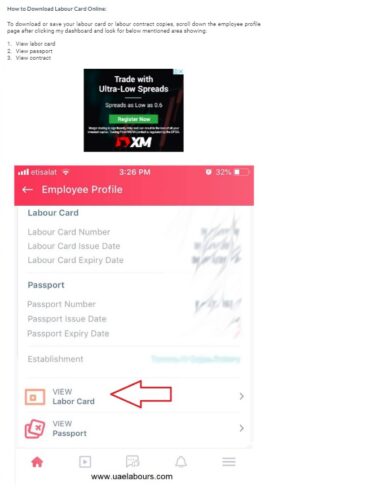 How to Download Labour Card Online:
To download or save your labour card or labour contract copies, scroll down the employee profile
page after clicking my dashboard and look for below mentioned area showing.
1. View labor card
2. View passport
3. View contract
Trade with
Ultra-Low Spreads
Spreads as Low as 0.6
Register Now
XM
etisalat
3:26 PM
32%
Employee Profile
Labour Card
Labour Card Number
Labour Card Issue Date
Labour Card Expiry Date
Passport
Passport Number
Passport Issue Date
Passport Expiry Date
Establishment
VIEW
Labor Card
VIEW
Passport
www.uaelabours.com